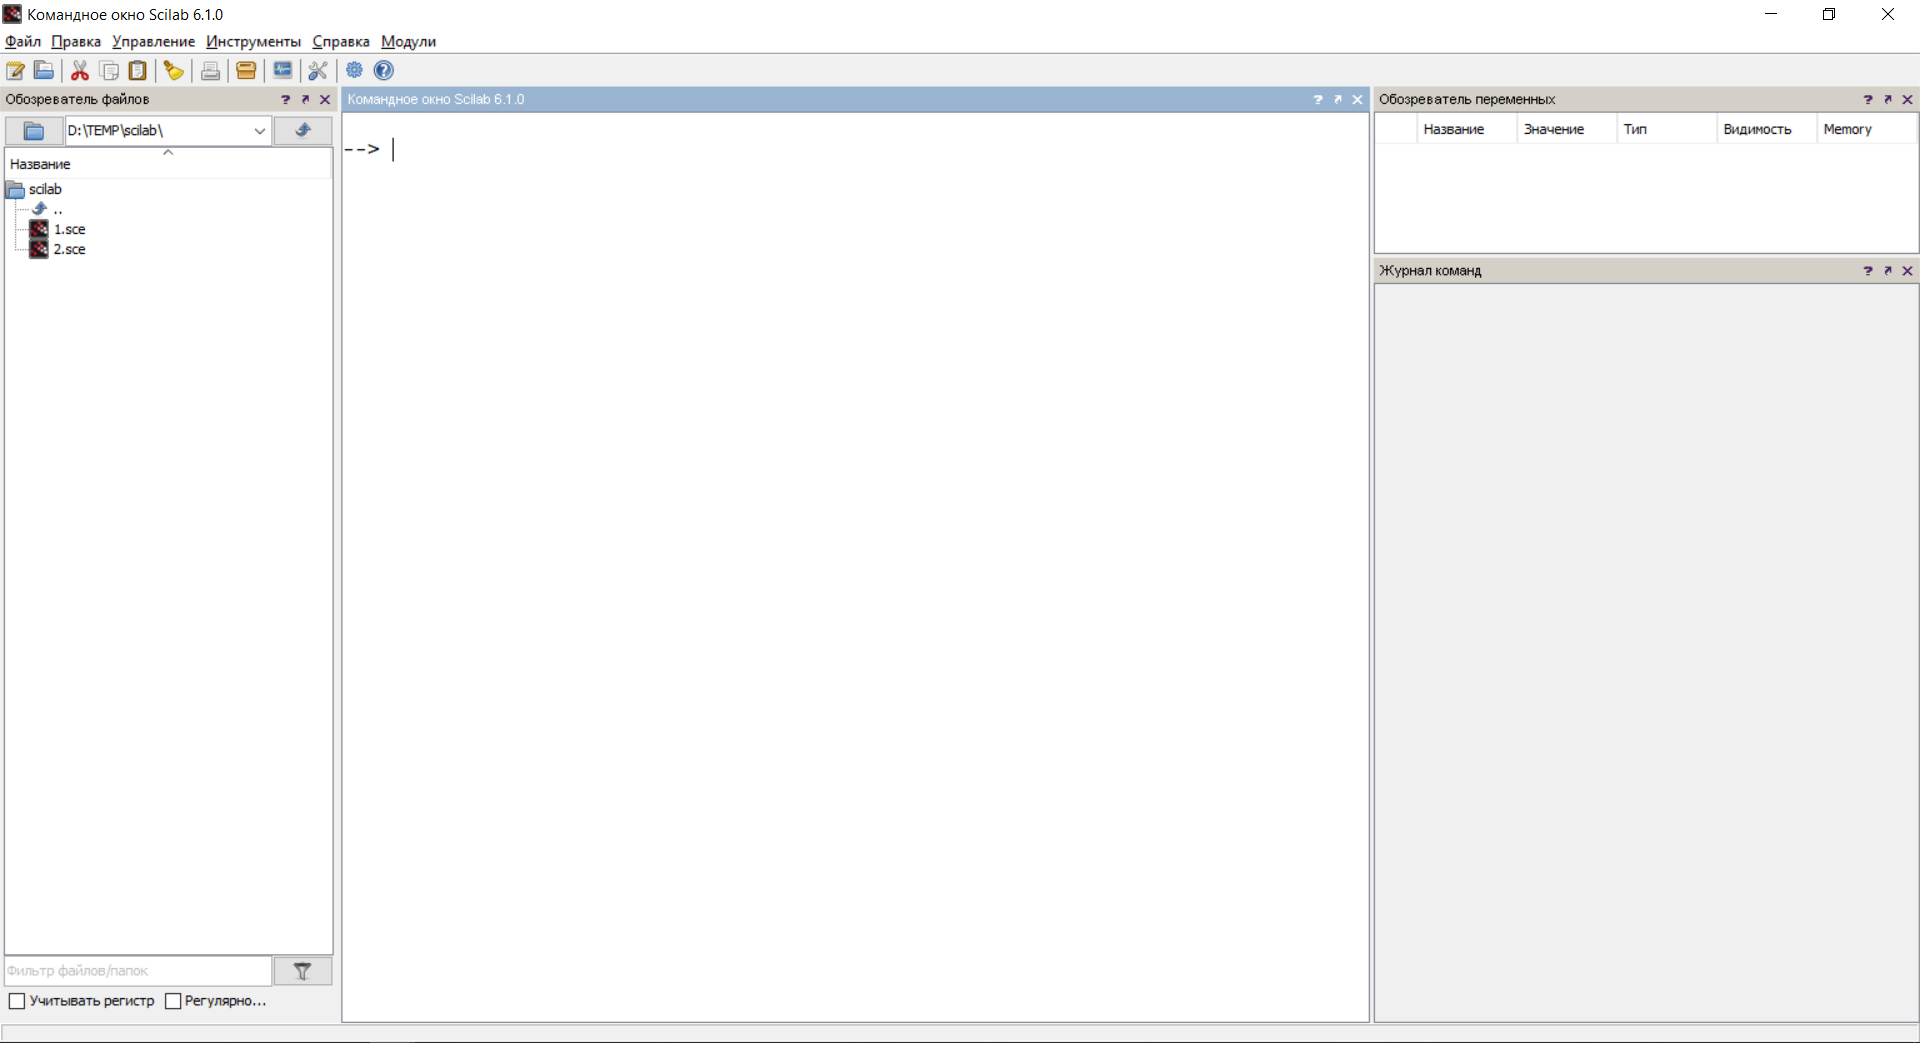 Командное окно Scilab 6.1.0
Файл Правка Управление Инструменты Справка Модули
Обозреватель файлов
D:\TEMP\scilab\
Название
scilab
..
1.sce
2.sce
Фильтр файлов/папок
Учитывать регистр Регулярно...
Командное окно Scilab 6.1.0
-->
Обозреватель переменных
Название Значение Тип Видимость Memory
Журнал команд